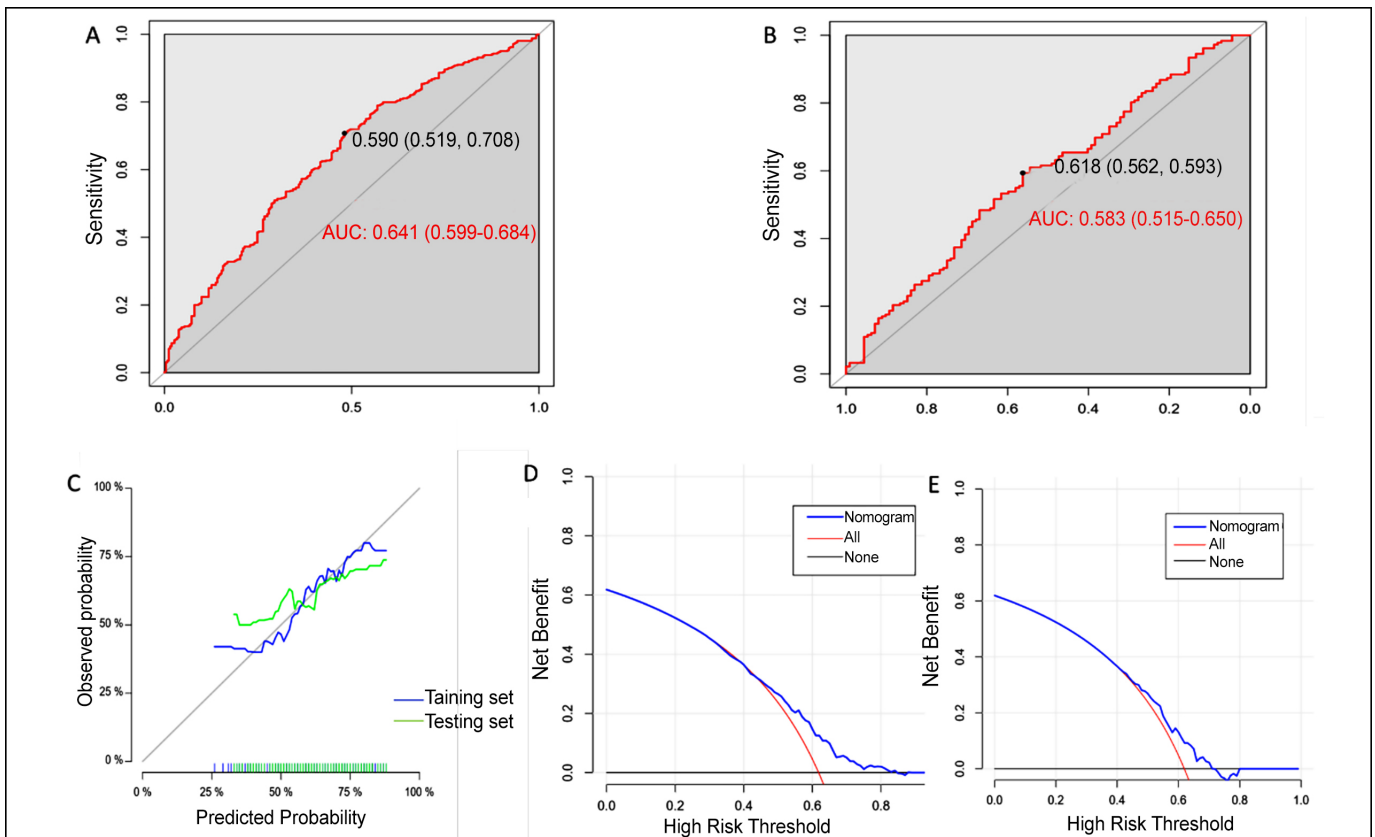 A
1.0
0.8
0.6
0.4
0.2
0.0
Sensitivity
0.590 (0.519, 0.708)
AUC: 0.641 (0.599-0.684)
0.0 0.5 1.0
B
1.0
0.8
0.6
0.4
0.2
0.0
Sensitivity
0.618 (0.562, 0.593)
AUC: 0.583 (0.515-0.650)
1.0 0.8 0.6 0.4 0.2 0.0
C
100 %
75%
50 %
25 %
0 %
Observed probability
Taining set
Testing set
0 % 25 % 50 % 75 % 100 %
Predicted Probability
D
1.0
0.8
0.6
0.4
0.2
0.0
Net Benefit
Nomogram
All
None
0.0 0.2 0.4 0.6 0.8
High Risk Threshold
E
1.0
0.8
0.6
0.4
0.2
0.0
Net Benefit
Nomogram
All
None
0.0 0.2 0.4 0.6 0.8 1.0
High Risk Threshold